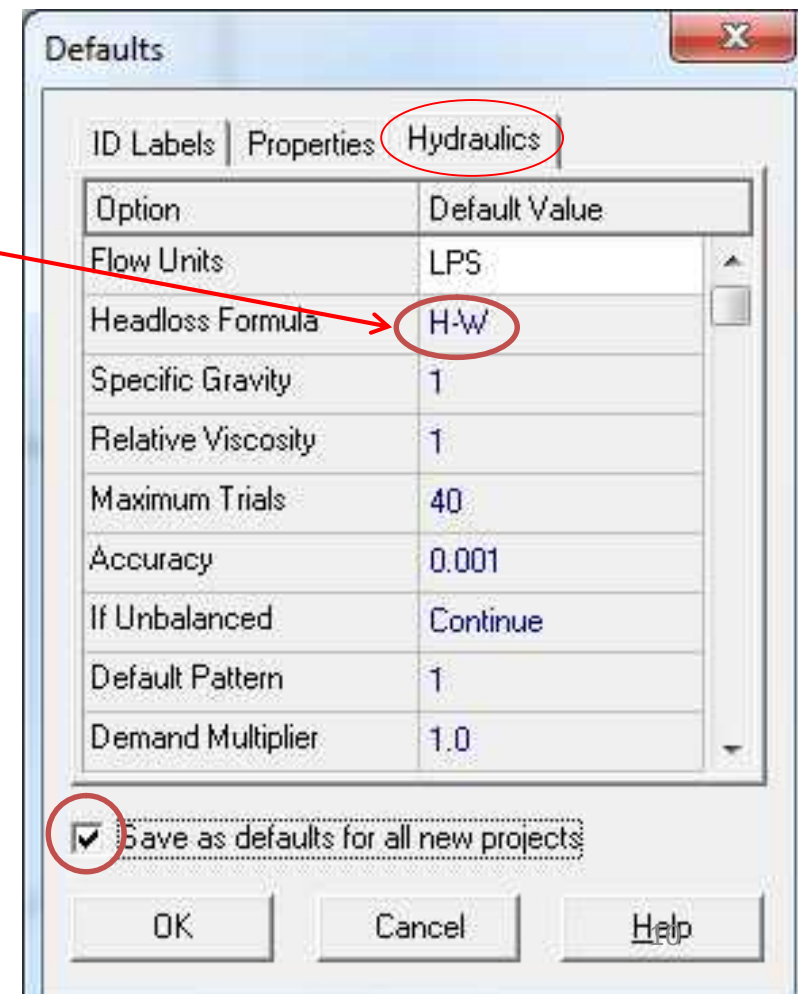 Defaults
ID Labels Properties Hydraulics
Option Default Value
Flow Units LPS
Headloss Formula H-W
Specific Gravity 1
Relative Viscosity 1
Maximum Trials 40
Accuracy 0.001
If Unbalanced Continue
Default Pattern 1
Demand Multiplier 1.0
Save as defaults for all new projects
OK Cancel Help
10